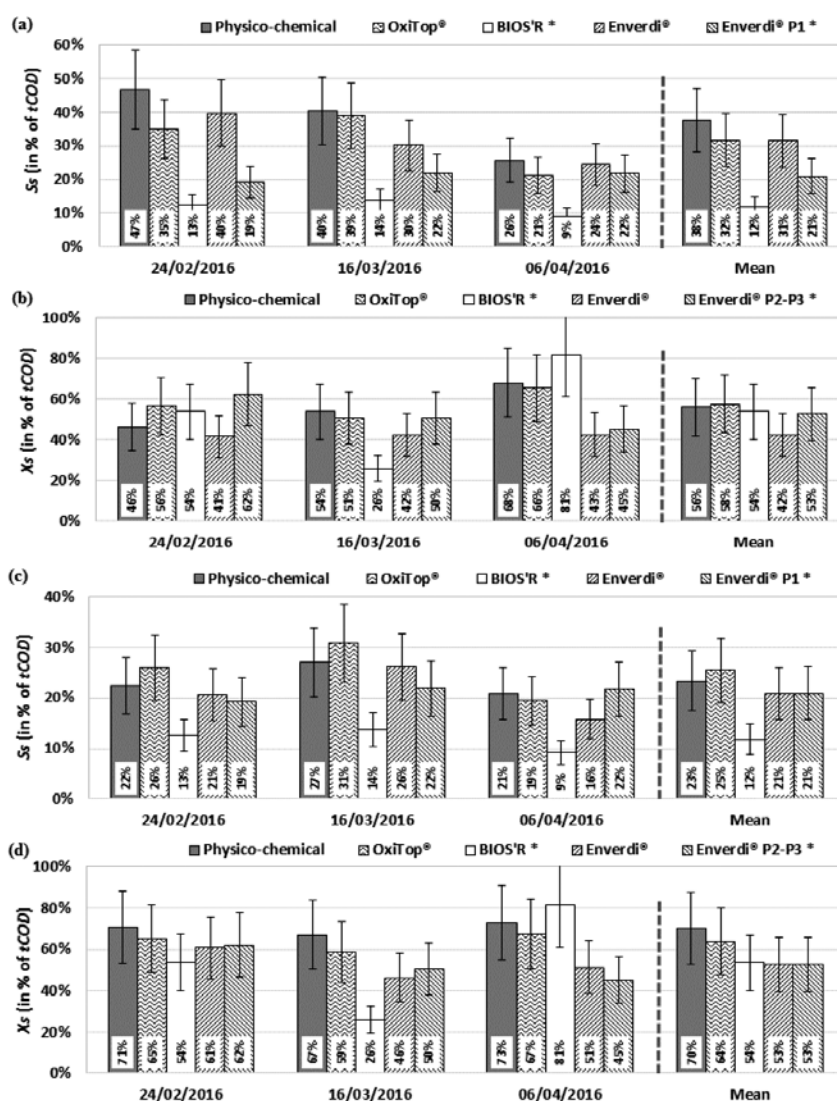 (a)
Physico-chemical OxiTop® BIOS'R * Enverdi® Enverdi® P1 *
Ss (in % of tCOD)
60%
50%
40%
30%
20%
10%
0%
47% 35% 13% 40% 19% 40% 39% 14% 30% 22% 26% 21% 9% 24% 22% 38% 32% 12% 31% 21%
24/02/2016 16/03/2016 06/04/2016 Mean
(b)
Physico-chemical OxiTop® BIOS'R * Enverdi® Enverdi® P2-P3 *
Xs (in % of tCOD)
100%
80%
60%
40%
20%
0%
46% 56% 54% 41% 62% 54% 51% 26% 42% 50% 68% 66% 81% 43% 45% 56% 58% 54% 42% 53%
24/02/2016 16/03/2016 06/04/2016 Mean
(c)
Physico-chemical OxiTop® BIOS'R * Enverdi® Enverdi® P1 *
Ss (in % of tCOD)
40%
30%
20%
10%
0%
22% 26% 13% 21% 19% 27% 31% 14% 26% 22% 21% 19% 9% 16% 22% 23% 25% 12% 21% 21%
24/02/2016 16/03/2016 06/04/2016 Mean
(d)
Physico-chemical OxiTop® BIOS'R * Enverdi® Enverdi® P2-P3 *
Xs (in % of tCOD)
100%
80%
60%
40%
20%
0%
71% 65% 54% 61% 62% 67% 59% 26% 46% 50% 73% 67% 81% 51% 45% 70% 64% 54% 53% 53%
24/02/2016 16/03/2016 06/04/2016 Mean